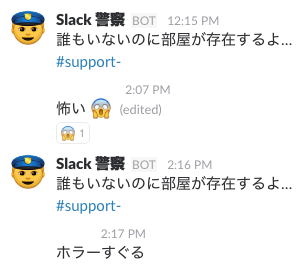 Slack 警察 BOT 12:15 PM
誰もいないのに部屋が存在するよ...
#support-
2:07 PM
怖い 😱 (edited)
😱 1
Slack 警察 BOT 2:16 PM
誰もいないのに部屋が存在するよ...
#support-
2:17 PM
ホラーすぐる